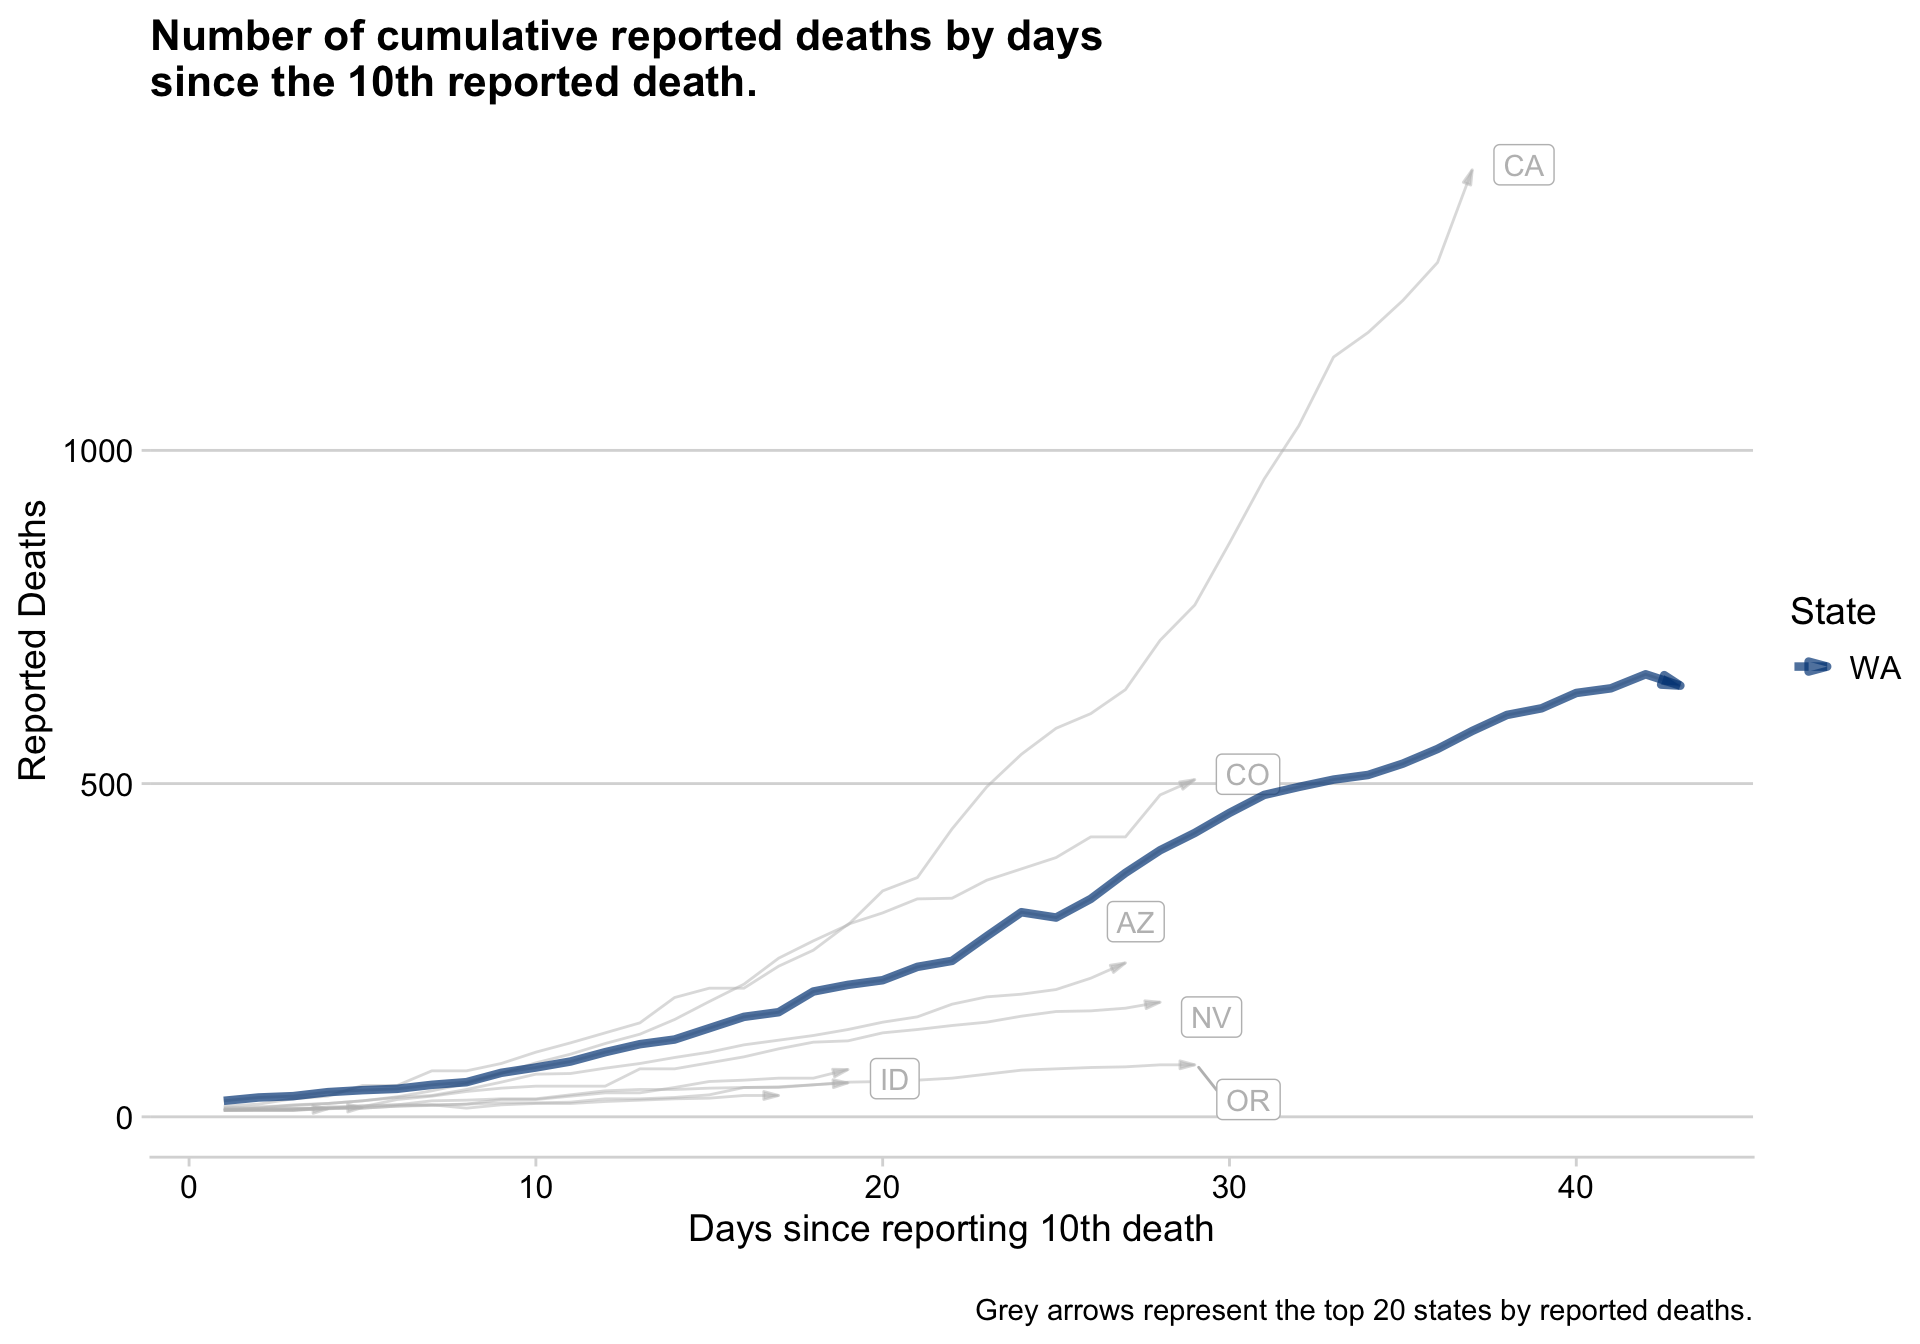 Number of cumulative reported deaths by days
since the 10th reported death.
CA
1000
Reported Deaths
State
WA
CO
500
AZ
NV
ID
OR
0
0 10 20 30 40
Days since reporting 10th death
Grey arrows represent the top 20 states by reported deaths.